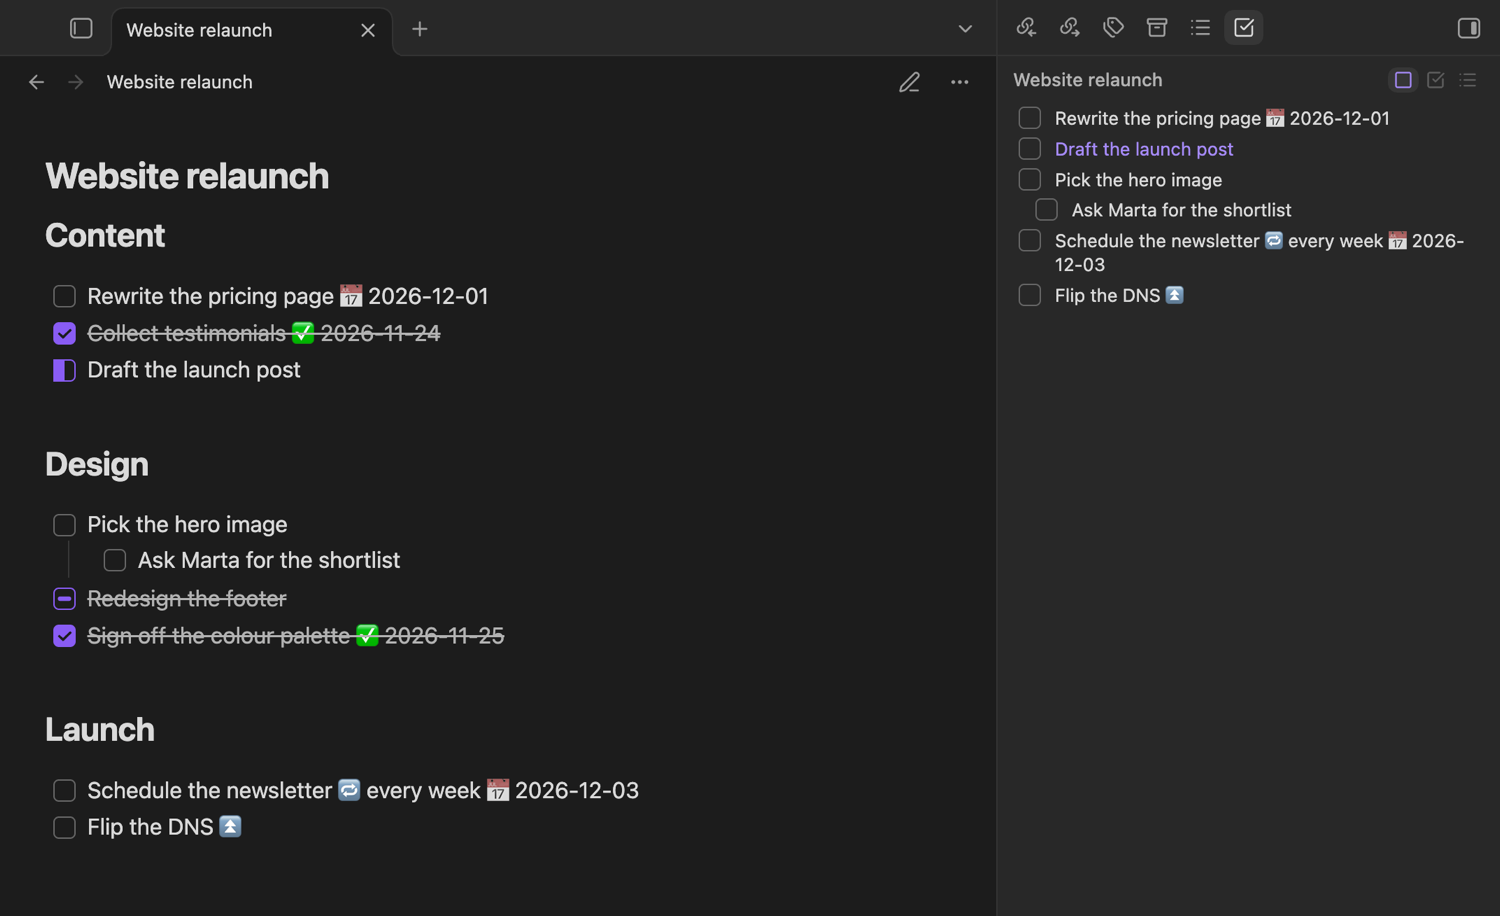 Website relaunch
Website relaunch
Website relaunch
Content
Rewrite the pricing page 📅 2026-12-01
Collect testimonials ✅ 2026-11-24
Draft the launch post
Design
Pick the hero image
Ask Marta for the shortlist
Redesign the footer
Sign off the colour palette ✅ 2026-11-25
Launch
Schedule the newsletter 🔁 every week 📅 2026-12-03
Flip the DNS ⏫
Website relaunch
Rewrite the pricing page 📅 2026-12-01
Draft the launch post
Pick the hero image
Ask Marta for the shortlist
Schedule the newsletter 🔁 every week 📅 2026-
12-03
Flip the DNS ⏫